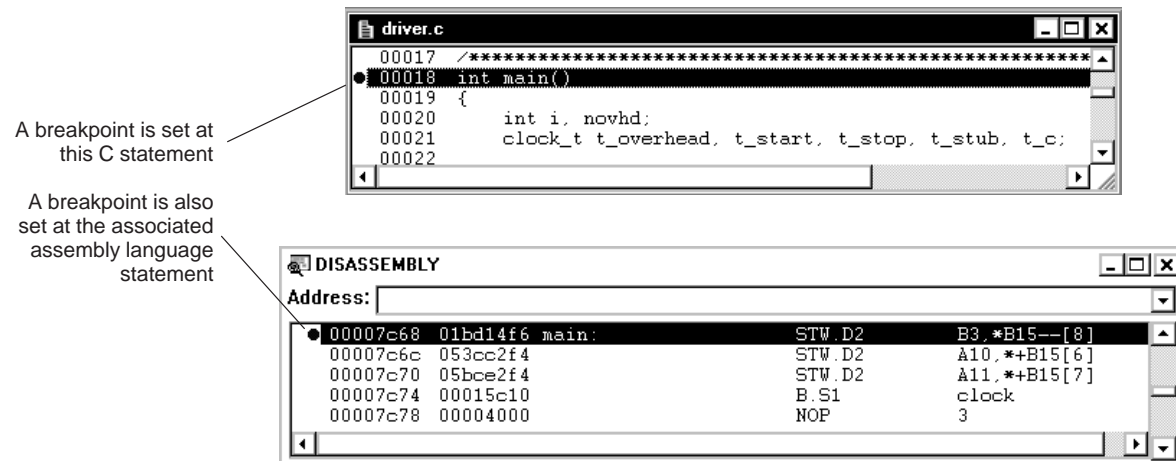 driver.c
00017 /******************************************************
00018 int main()
00019 {
00020 int i, novhd;
00021 clock_t t_overhead, t_start, t_stop, t_stub, t_c;
00022
A breakpoint is set at
this C statement
A breakpoint is also
set at the associated
assembly language
statement
DISASSEMBLY
Address:
00007c68 01bd14f6 main: STW.D2 B3,*B15--[8]
00007c6c 053cc2f4 STW.D2 A10,*+B15[6]
00007c70 05bce2f4 STW.D2 A11,*+B15[7]
00007c74 00015c10 B.S1 clock
00007c78 00004000 NOP 3